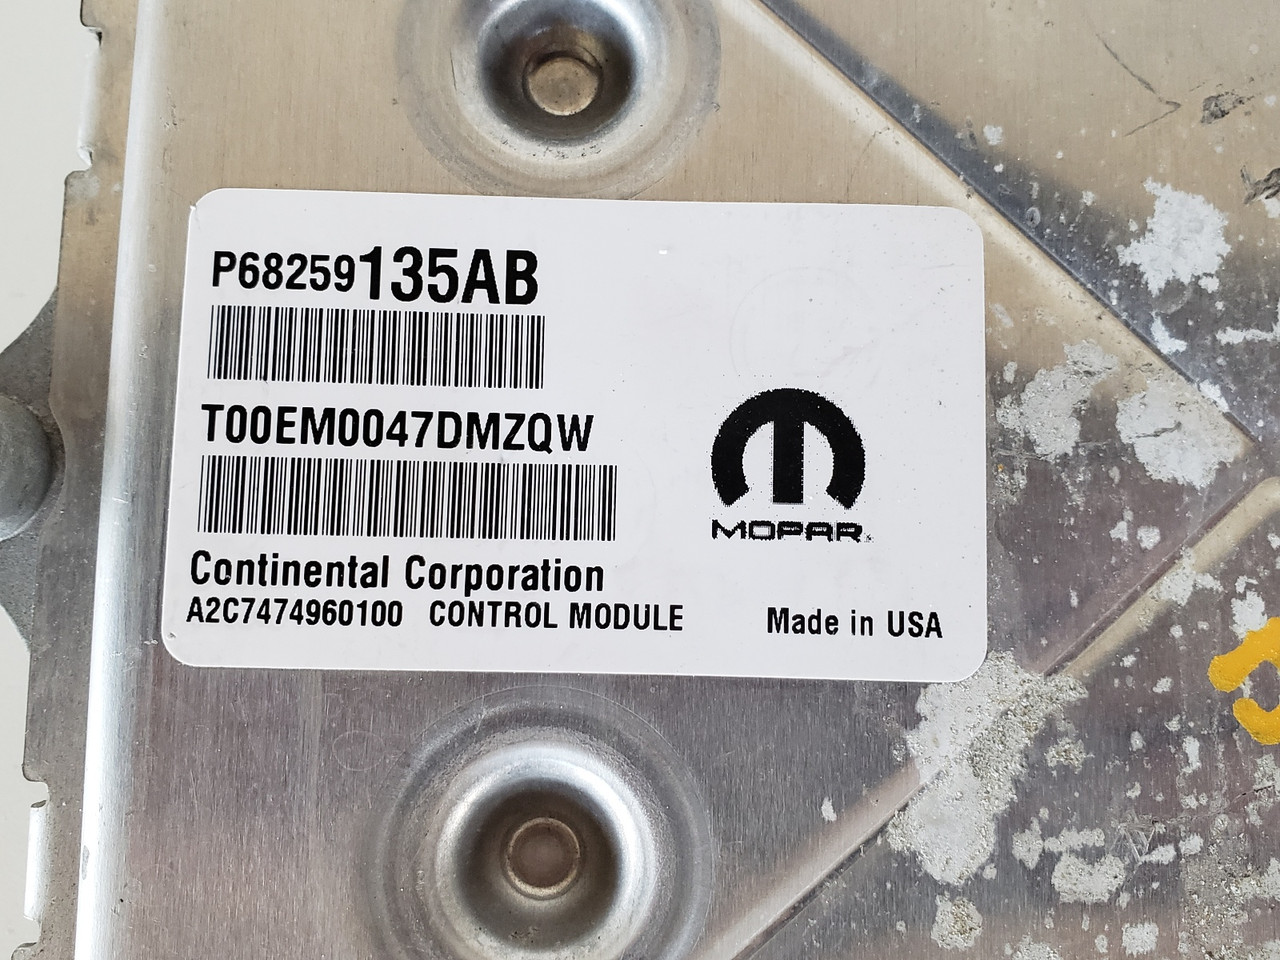 P68259135AB
T00EM0047DMZQW
MOPAR
Continental Corporation
A2C7474960100 CONTROL MODULE Made in USA